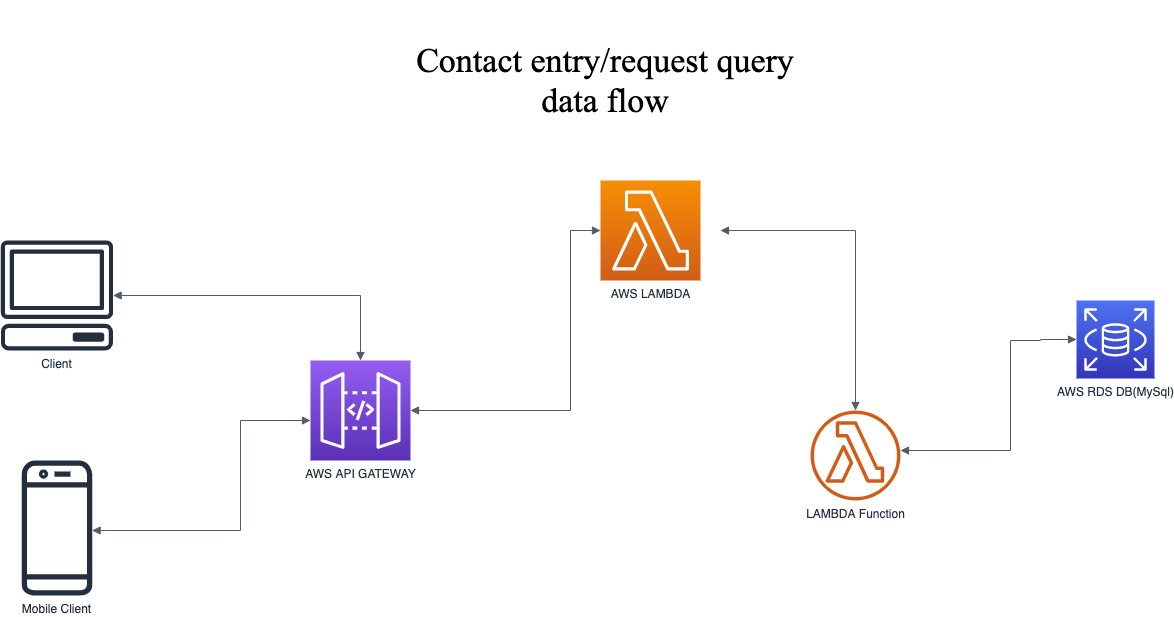 Contact entry/request query
data flow
AWS LAMBDA
Client
</>
AWS RDS DB(MySql)
AWS API GATEWAY
LAMBDA Function
Mobile Client